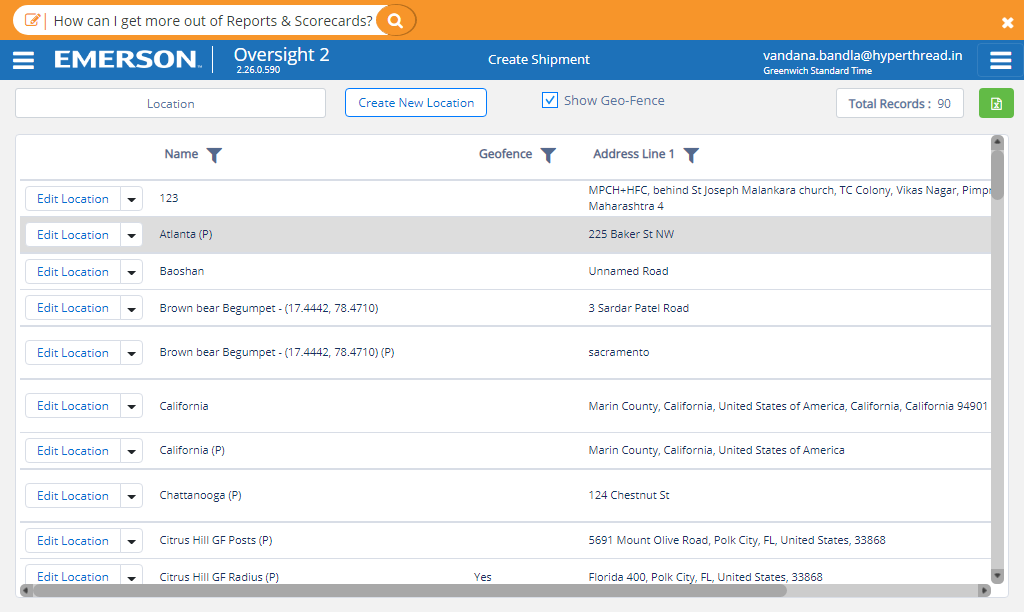 How can I get more out of Reports & Scorecards?
EMERSON™ Oversight 2
2.26.0.590
Create Shipment
vandana.bandla@hyperthread.in
Greenwich Standard Time
Location
Create New Location
Show Geo-Fence
Total Records : 90
Name Geofence Address Line 1
Edit Location 123 MPCH+HFC, behind St Joseph Malankara church, TC Colony, Vikas Nagar, Pimpr
Maharashtra 4
Edit Location Atlanta (P) 225 Baker St NW
Edit Location Baoshan Unnamed Road
Edit Location Brown bear Begumpet - (17.4442, 78.4710) 3 Sardar Patel Road
Edit Location Brown bear Begumpet - (17.4442, 78.4710) (P) sacramento
Edit Location California Marin County, California, United States of America, California, California 94901
Edit Location California (P) Marin County, California, United States of America
Edit Location Chattanooga (P) 124 Chestnut St
Edit Location Citrus Hill GF Posts (P) 5691 Mount Olive Road, Polk City, FL, United States, 33868
Edit Location Citrus Hill GF Radius (P) Yes Florida 400, Polk City, FL, United States, 33868